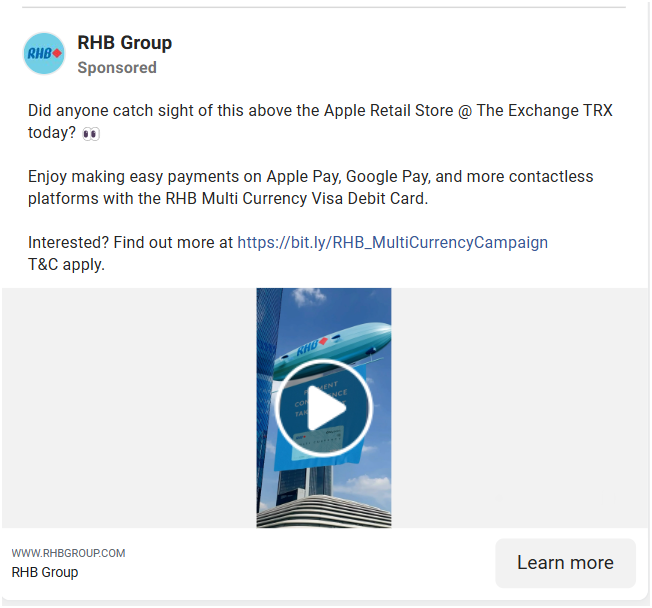 RHB
RHB Group
Sponsored
Did anyone catch sight of this above the Apple Retail Store @ The Exchange TRX
today? 👀
Enjoy making easy payments on Apple Pay, Google Pay, and more contactless
platforms with the RHB Multi Currency Visa Debit Card.
Interested? Find out more at https://bit.ly/RHB_MultiCurrencyCampaign
T&C apply.
RHB
WWW.RHBGROUP.COM
RHB Group
Learn more